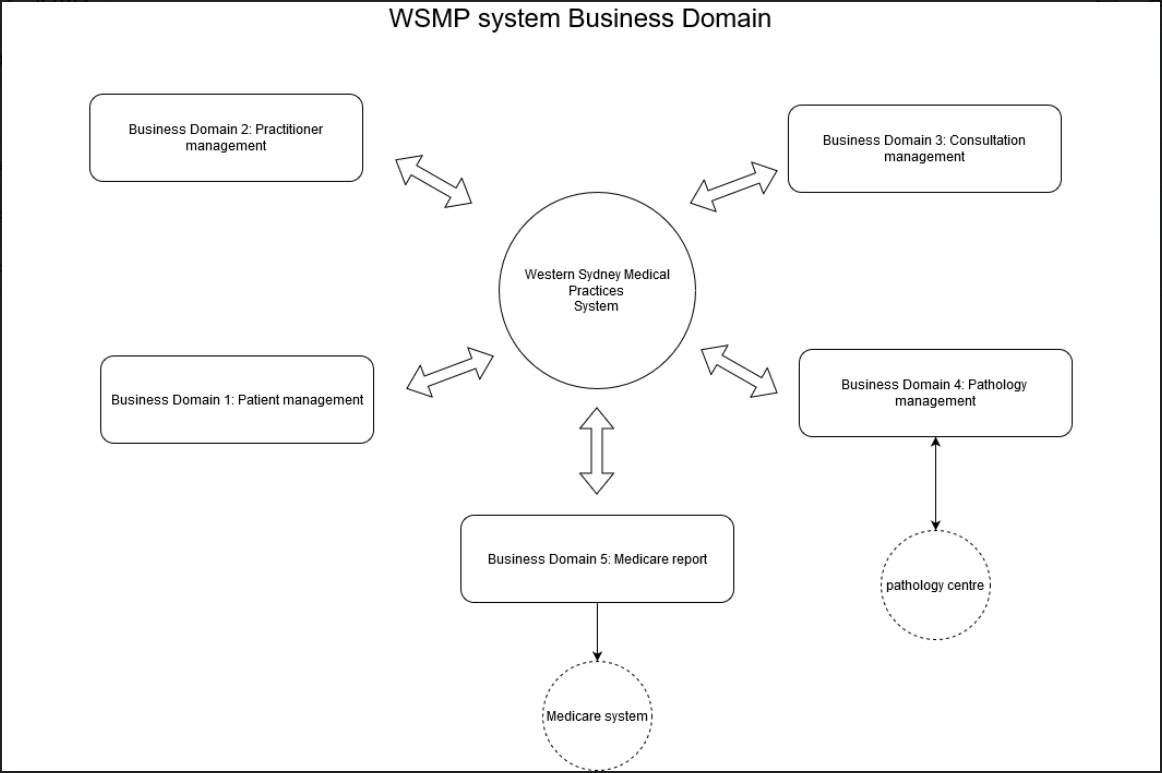 WSMP system Business Domain
Business Domain 2: Practitioner
management
Business Domain 3: Consultation
management
Western Sydney Medical
Practices
System
Business Domain 1: Patient management
Business Domain 4: Pathology
management
Business Domain 5: Medicare report
pathology centre
Medicare system